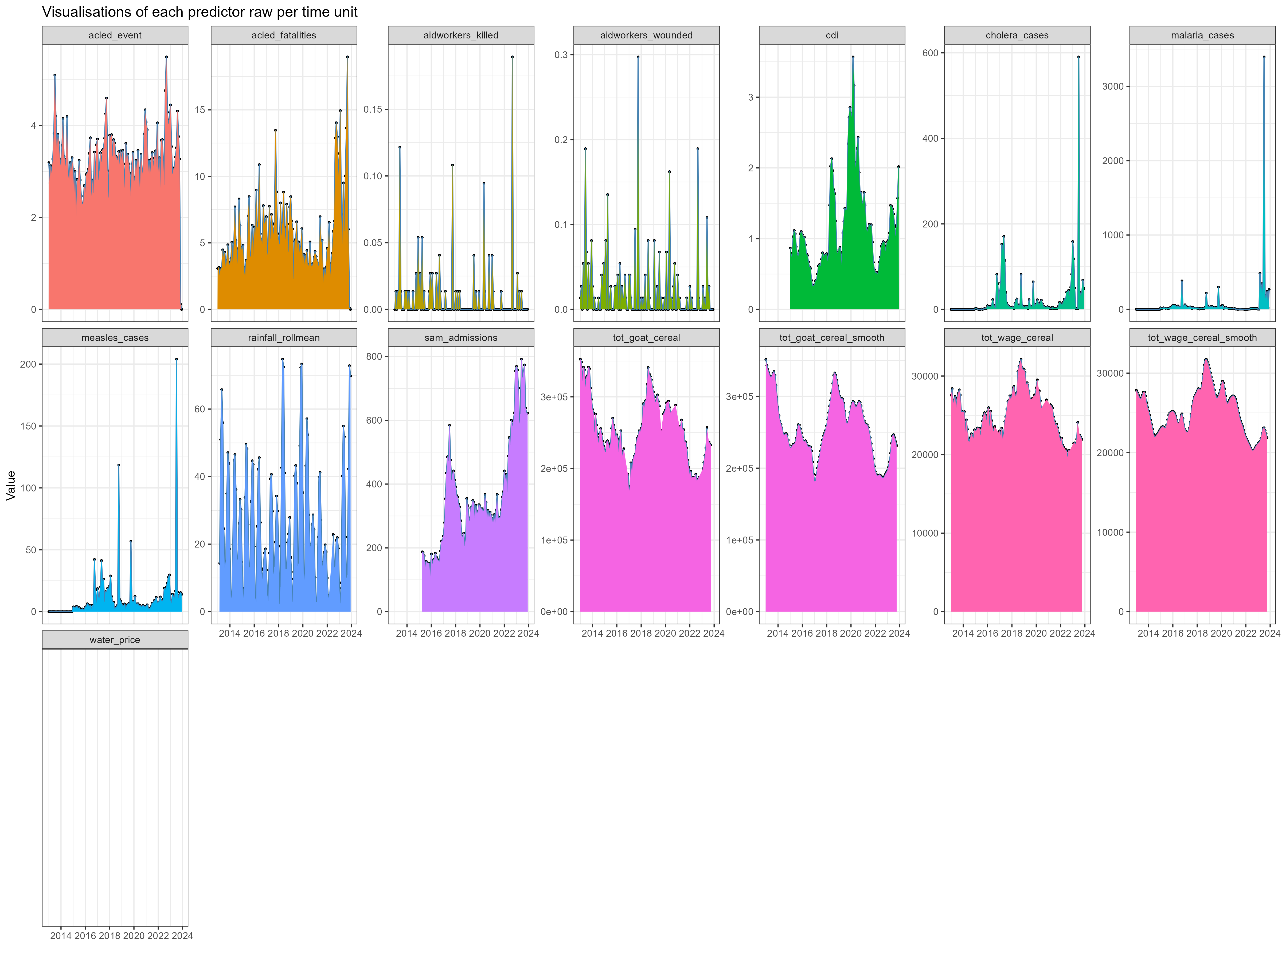 Visualisations of each predictor raw per time unit
acled_event acled_fatalities aidworkers_killed aidworkers_wounded cdi cholera_cases malaria_cases
4 2 0
15 10 5 0
0.15 0.10 0.05 0.00
0.3 0.2 0.1 0.0
3 2 1 0
600 400 200 0
3000 2000 1000 0
measles_cases rainfall_rollmean sam_admissions tot_goat_cereal tot_goat_cereal_smooth tot_wage_cereal tot_wage_cereal_smooth
200 150 100 50 0
60 40 20 0
800 600 400 200 0
3e+05 2e+05 1e+05 0e+00
3e+05 2e+05 1e+05 0e+00
30000 20000 10000 0
30000 20000 10000 0
Value
2014 2016 2018 2020 2022 2024
2014 2016 2018 2020 2022 2024
2014 2016 2018 2020 2022 2024
2014 2016 2018 2020 2022 2024
2014 2016 2018 2020 2022 2024
2014 2016 2018 2020 2022 2024
water_price
2014 2016 2018 2020 2022 2024